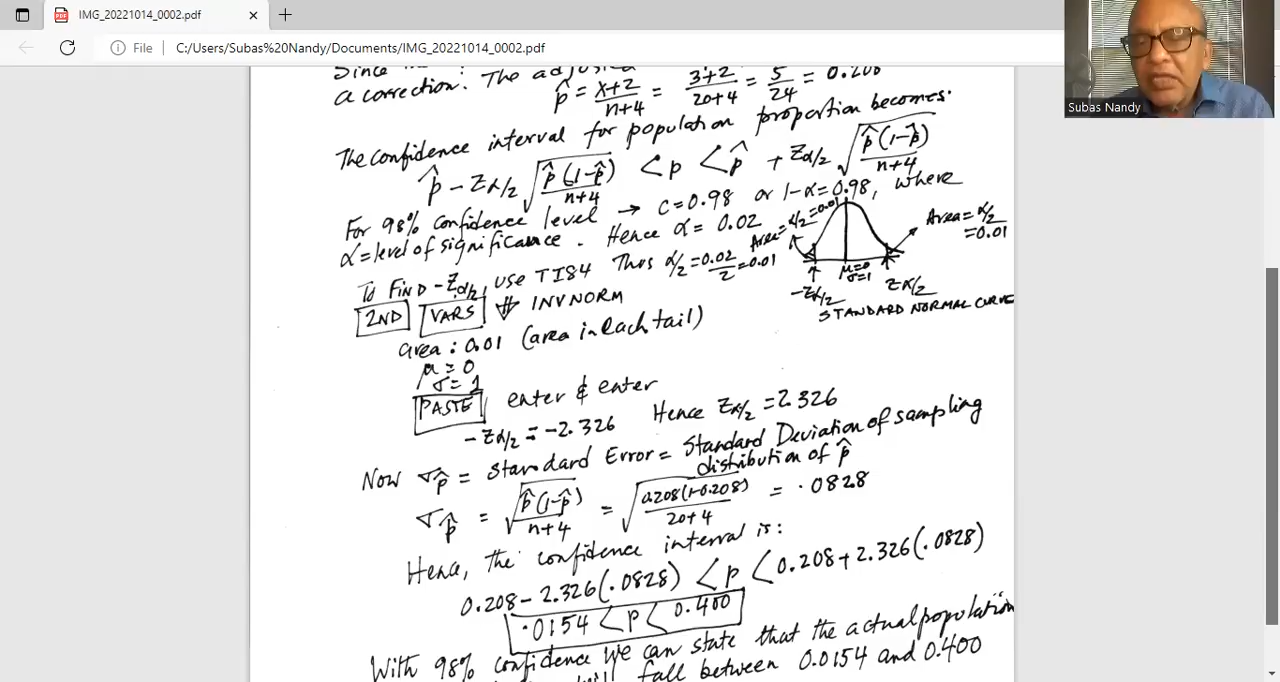 IMG_20221014_0002.pdf
File C:/Users/Subas%20Nandy/Documents/IMG_20221014_0002.pdf
Subas Nandy
Since
a correction. The adjusted
p̂ = x+2/n+4 = 3+2/20+4 = 5/24 = 0.208
The confidence interval for population proportion becomes.
p̂ - Zα/2 √p̂(1-p̂)/n+4 < p < p̂ + Zα/2 √p̂(1-p̂)/n+4
For 98% confidence level → c=0.98 or 1-α=0.98, where
α=level of significance. Hence α = 0.02
Area=α/2=0.01
Area=α/2=0.01
μ=0
σ=1
-Zα/2
Zα/2
STANDARD NORMAL CURVE
To FIND -Zα/2, use TI84 Thus α/2=0.02/2=0.01
2ND VARS INVNORM
area : 0.01 (area in each tail)
μ = 0
σ = 1
PASTE enter & enter
-Zα/2 = -2.326 Hence Zα/2 = 2.326
Now σp̂ = Standard Error = Standard Deviation of sampling
distribution of p̂
σp̂ = √p̂(1-p̂)/n+4 = √0.208(1-0.208)/20+4 = .0828
Hence, the confidence interval is:
0.208-2.326(.0828) < p < 0.208+2.326(.0828)
.0154 < p < 0.400
With 98% confidence we can state that the actual population
will fall between 0.0154 and 0.400